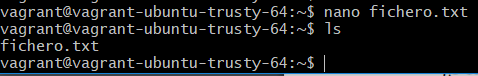 vagrant@vagrant-ubuntu-trusty-64:~$ nano fichero.txt
vagrant@vagrant-ubuntu-trusty-64:~$ ls
fichero.txt
vagrant@vagrant-ubuntu-trusty-64:~$